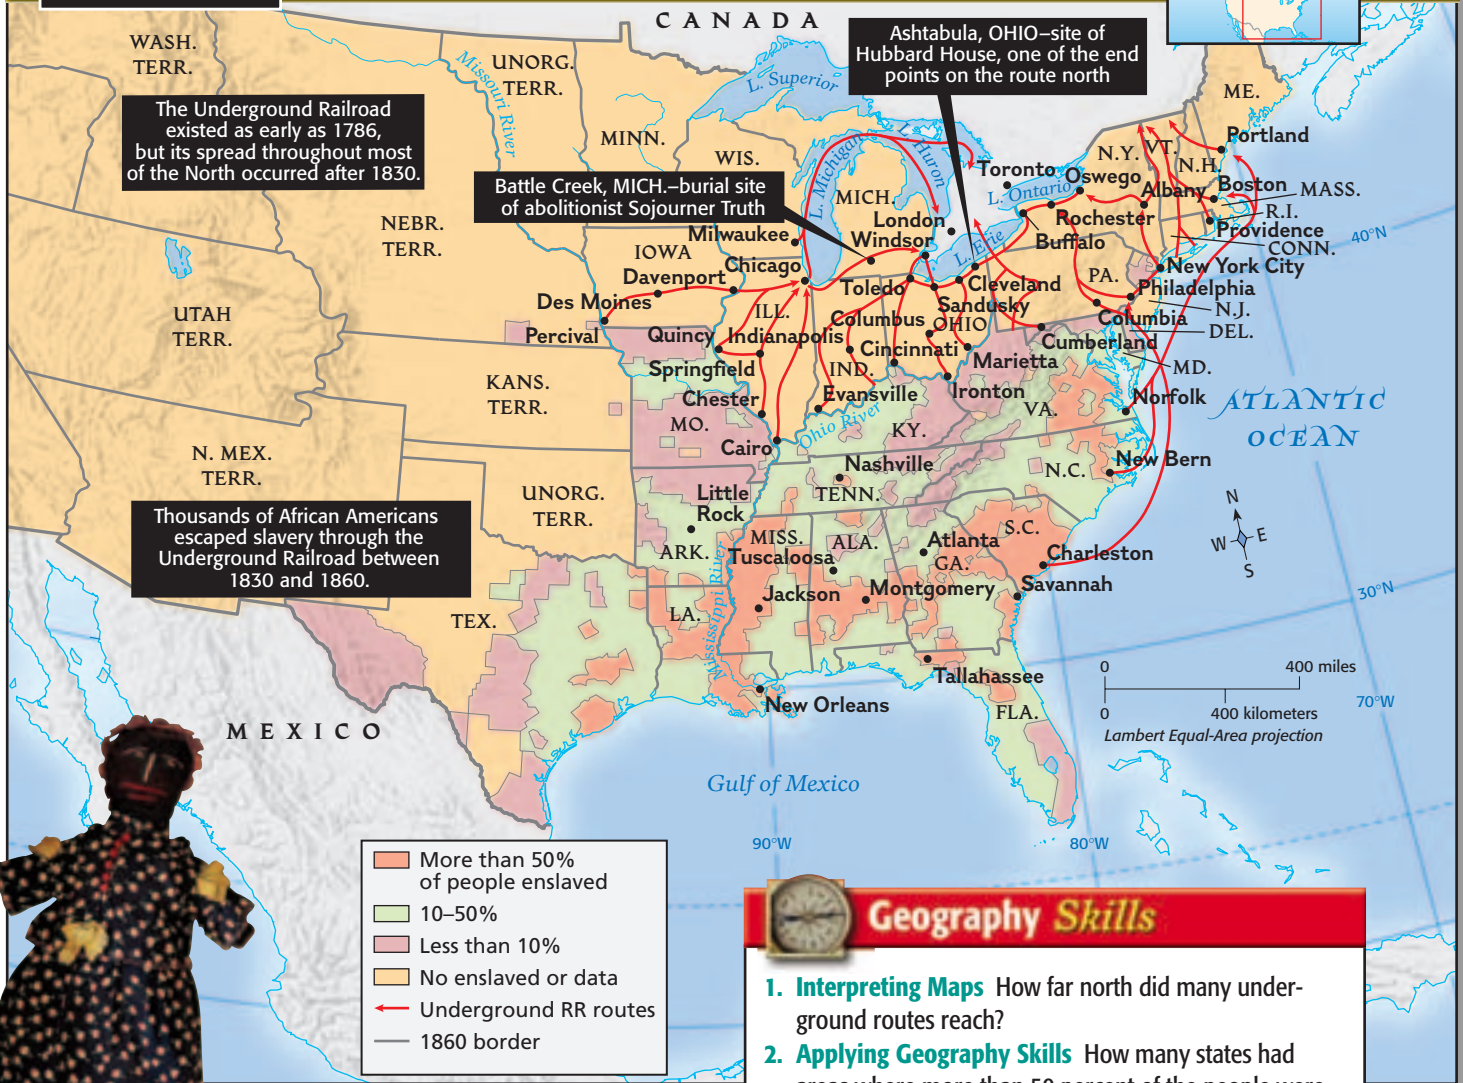 CANADA
WASH.
TERR.
UNORG.
TERR.
Missouri River
MINN.
L. Superior
Ashtabula, OHIO–site of
Hubbard House, one of the end
points on the route north
ME.
The Underground Railroad
existed as early as 1786,
but its spread throughout most
of the North occurred after 1830.
WIS.
L. Michigan
L. Huron
MICH.
Battle Creek, MICH.–burial site
of abolitionist Sojourner Truth
Portland
N.Y.
VT.
N.H.
Toronto
Oswego
L. Ontario
Albany
Boston
MASS.
R.I.
Providence
CONN.
40°N
NEBR.
TERR.
London
Windsor
Rochester
Buffalo
L. Erie
Milwaukee
IOWA
Chicago
Davenport
Des Moines
Percival
Toledo
Cleveland
Sandusky
PA.
New York City
Philadelphia
N.J.
Columbia
DEL.
UTAH
TERR.
ILL.
Quincy
Indianapolis
Columbus
OHIO
Cumberland
MD.
Springfield
IND.
Cincinnati
Marietta
KANS.
TERR.
Chester
Evansville
Ironton
VA.
Norfolk
ATLANTIC
OCEAN
MO.
Ohio River
KY.
Cairo
N. MEX.
TERR.
Nashville
N.C.
New Bern
UNORG.
TERR.
Little
Rock
TENN.
N
W
E
S
Thousands of African Americans
escaped slavery through the
Underground Railroad between
1830 and 1860.
ARK.
MISS.
ALA.
Tuscaloosa
Atlanta
GA.
S.C.
Charleston
Savannah
30°N
Jackson
Montgomery
TEX.
LA.
Mississippi River
Tallahassee
New Orleans
FLA.
0
400 miles
0
400 kilometers
Lambert Equal-Area projection
70°W
MEXICO
Gulf of Mexico
90°W
80°W
More than 50%
of people enslaved
10–50%
Less than 10%
No enslaved or data
Underground RR routes
1860 border
Geography Skills
1. Interpreting Maps How far north did many under-
ground routes reach?
2. Applying Geography Skills How many states had
areas where more than 50 percent of the people were